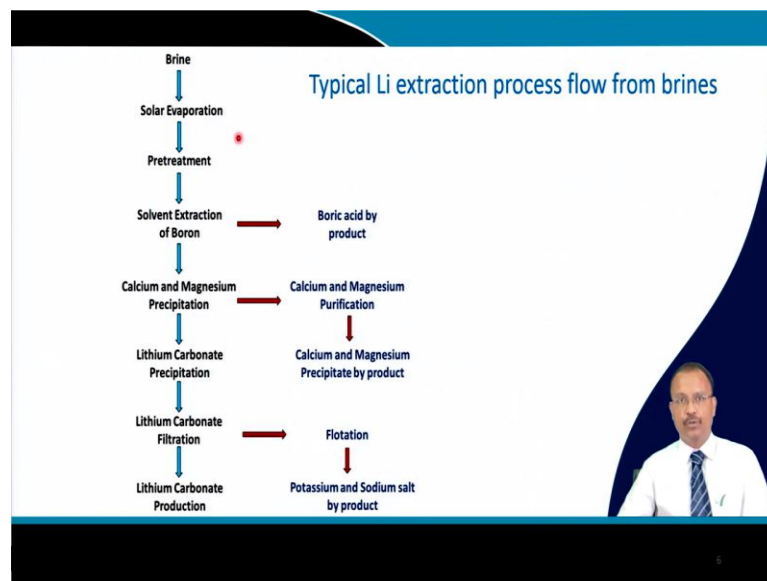 Brine
Typical Li extraction process flow from brines
Solar Evaporation
Pretreatment
Solvent Extraction
of Boron
Boric acid by
product
Calcium and Magnesium
Precipitation
Calcium and Magnesium
Purification
Lithium Carbonate
Precipitation
Calcium and Magnesium
Precipitate by product
Lithium Carbonate
Filtration
Flotation
Lithium Carbonate
Production
Potassium and Sodium salt
by product
6